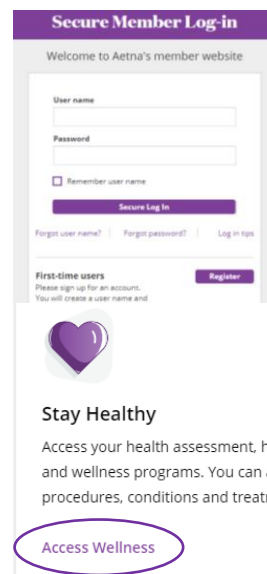 Secure Member Log-in
Welcome to Aetna's member website
User name
Password
Remember user name
Secure Log In
Forgot user name? | Forgot password? | Log in tips
First-time users
Register
Please sign up for an account.
You will create a user name and
Stay Healthy
Access your health assessment, h
and wellness programs. You can a
procedures, conditions and treat
Access Wellness